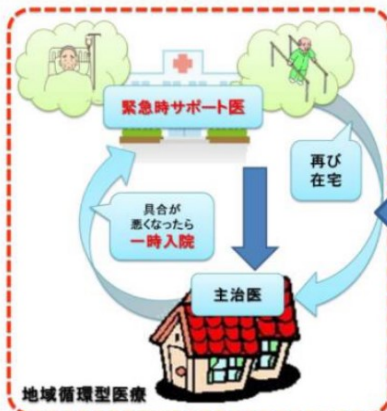 緊急時サポート医
再び
在宅
具合が
悪くなったら
一時入院
主治医
地域循環型医療